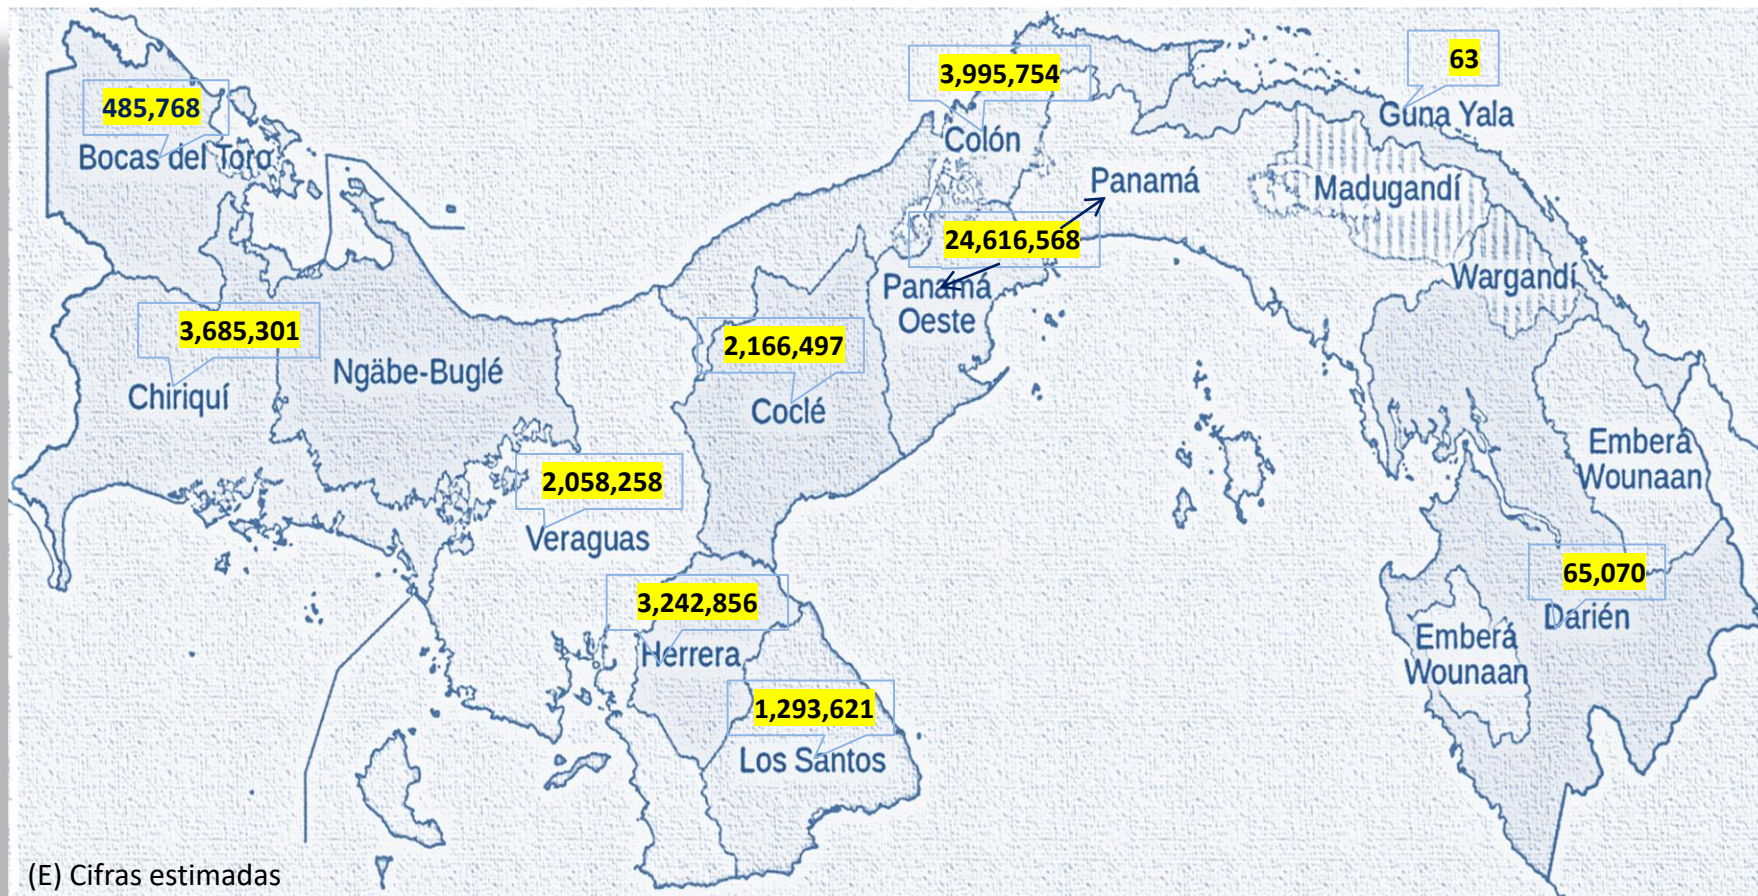 63
3,995,754
485,768
Guna Yala
Colón
Bocas del Toro
Panamá
Madugandí
24,616,568
Wargandí
Panamá
Oeste
3,685,301
2,166,497
Ngäbe-Buglé
Chiriquí
Coclé
Emberá
Wounaan
2,058,258
Veraguas
65,070
3,242,856
Darién
Emberá
Wounaan
Herrera
1,293,621
Los Santos
(E) Cifras estimadas